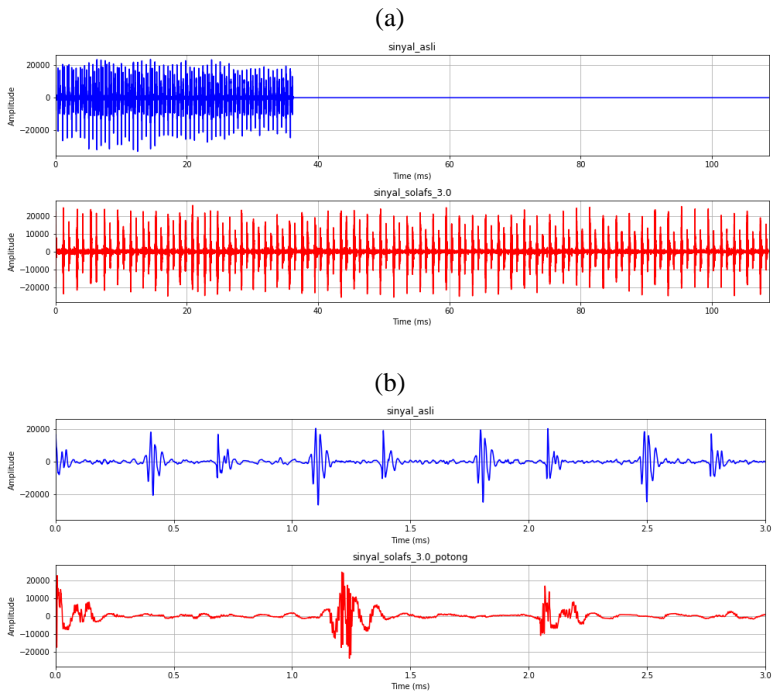 (a)
sinyal_asli
20000
0
−20000
Amplitude
0 20 40 60 80 100
Time (ms)
sinyal_solafs_3.0
20000
10000
0
−10000
−20000
Amplitude
0 20 40 60 80 100
Time (ms)
(b)
sinyal_asli
20000
0
−20000
Amplitude
0 0.5 1.0 1.5 2.0 2.5 3.0
Time (ms)
sinyal_solafs_3.0_potong
20000
10000
0
−10000
−20000
Amplitude
0.0 0.5 1.0 1.5 2.0 2.5 3.0
Time (ms)